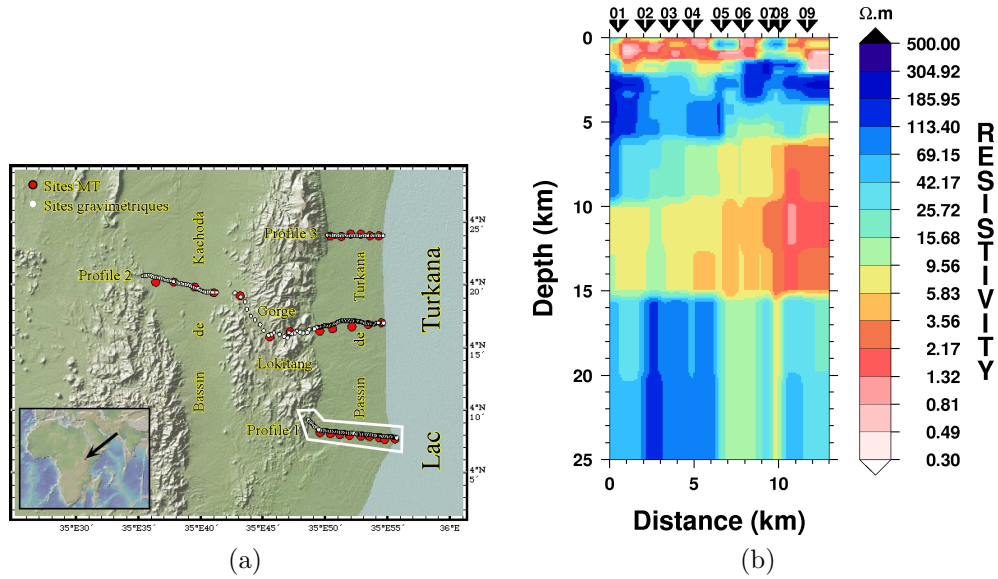 Sites MT
Sites gravimétriques
Profile 3
Profile 2
Profile 1
Kachoda
de
Bassin
Gorge
Lokitang
Turkana
de
Bassin
Turkana
Lac
4°N
25´
4°N
20´
4°N
15´
4°N
10´
4°N
5´
35°E30´
35°E35´
35°E40´
35°E45´
35°E50´
35°E55´
36°E
(a)
01 02 03 04 05 06 07 08 09
0
5
10
15
20
25
Depth (km)
0 5 10
Distance (km)
Ω.m
500.00
304.92
185.95
113.40
69.15
42.17
25.72
15.68
9.56
5.83
3.56
2.17
1.32
0.81
0.49
0.30
RESISTIVITY
(b)